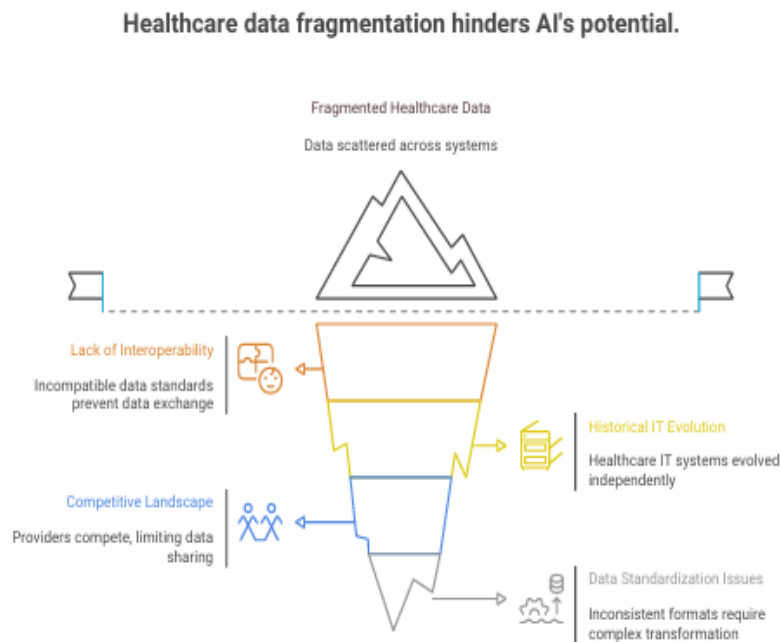 Healthcare data fragmentation hinders AI's potential.
Fragmented Healthcare Data
Data scattered across systems
Lack of Interoperability
Incompatible data standards
prevent data exchange
Historical IT Evolution
Healthcare IT systems evolved
independently
Competitive Landscape
Providers compete, limiting data
sharing
Data Standardization Issues
Inconsistent formats require
complex transformation